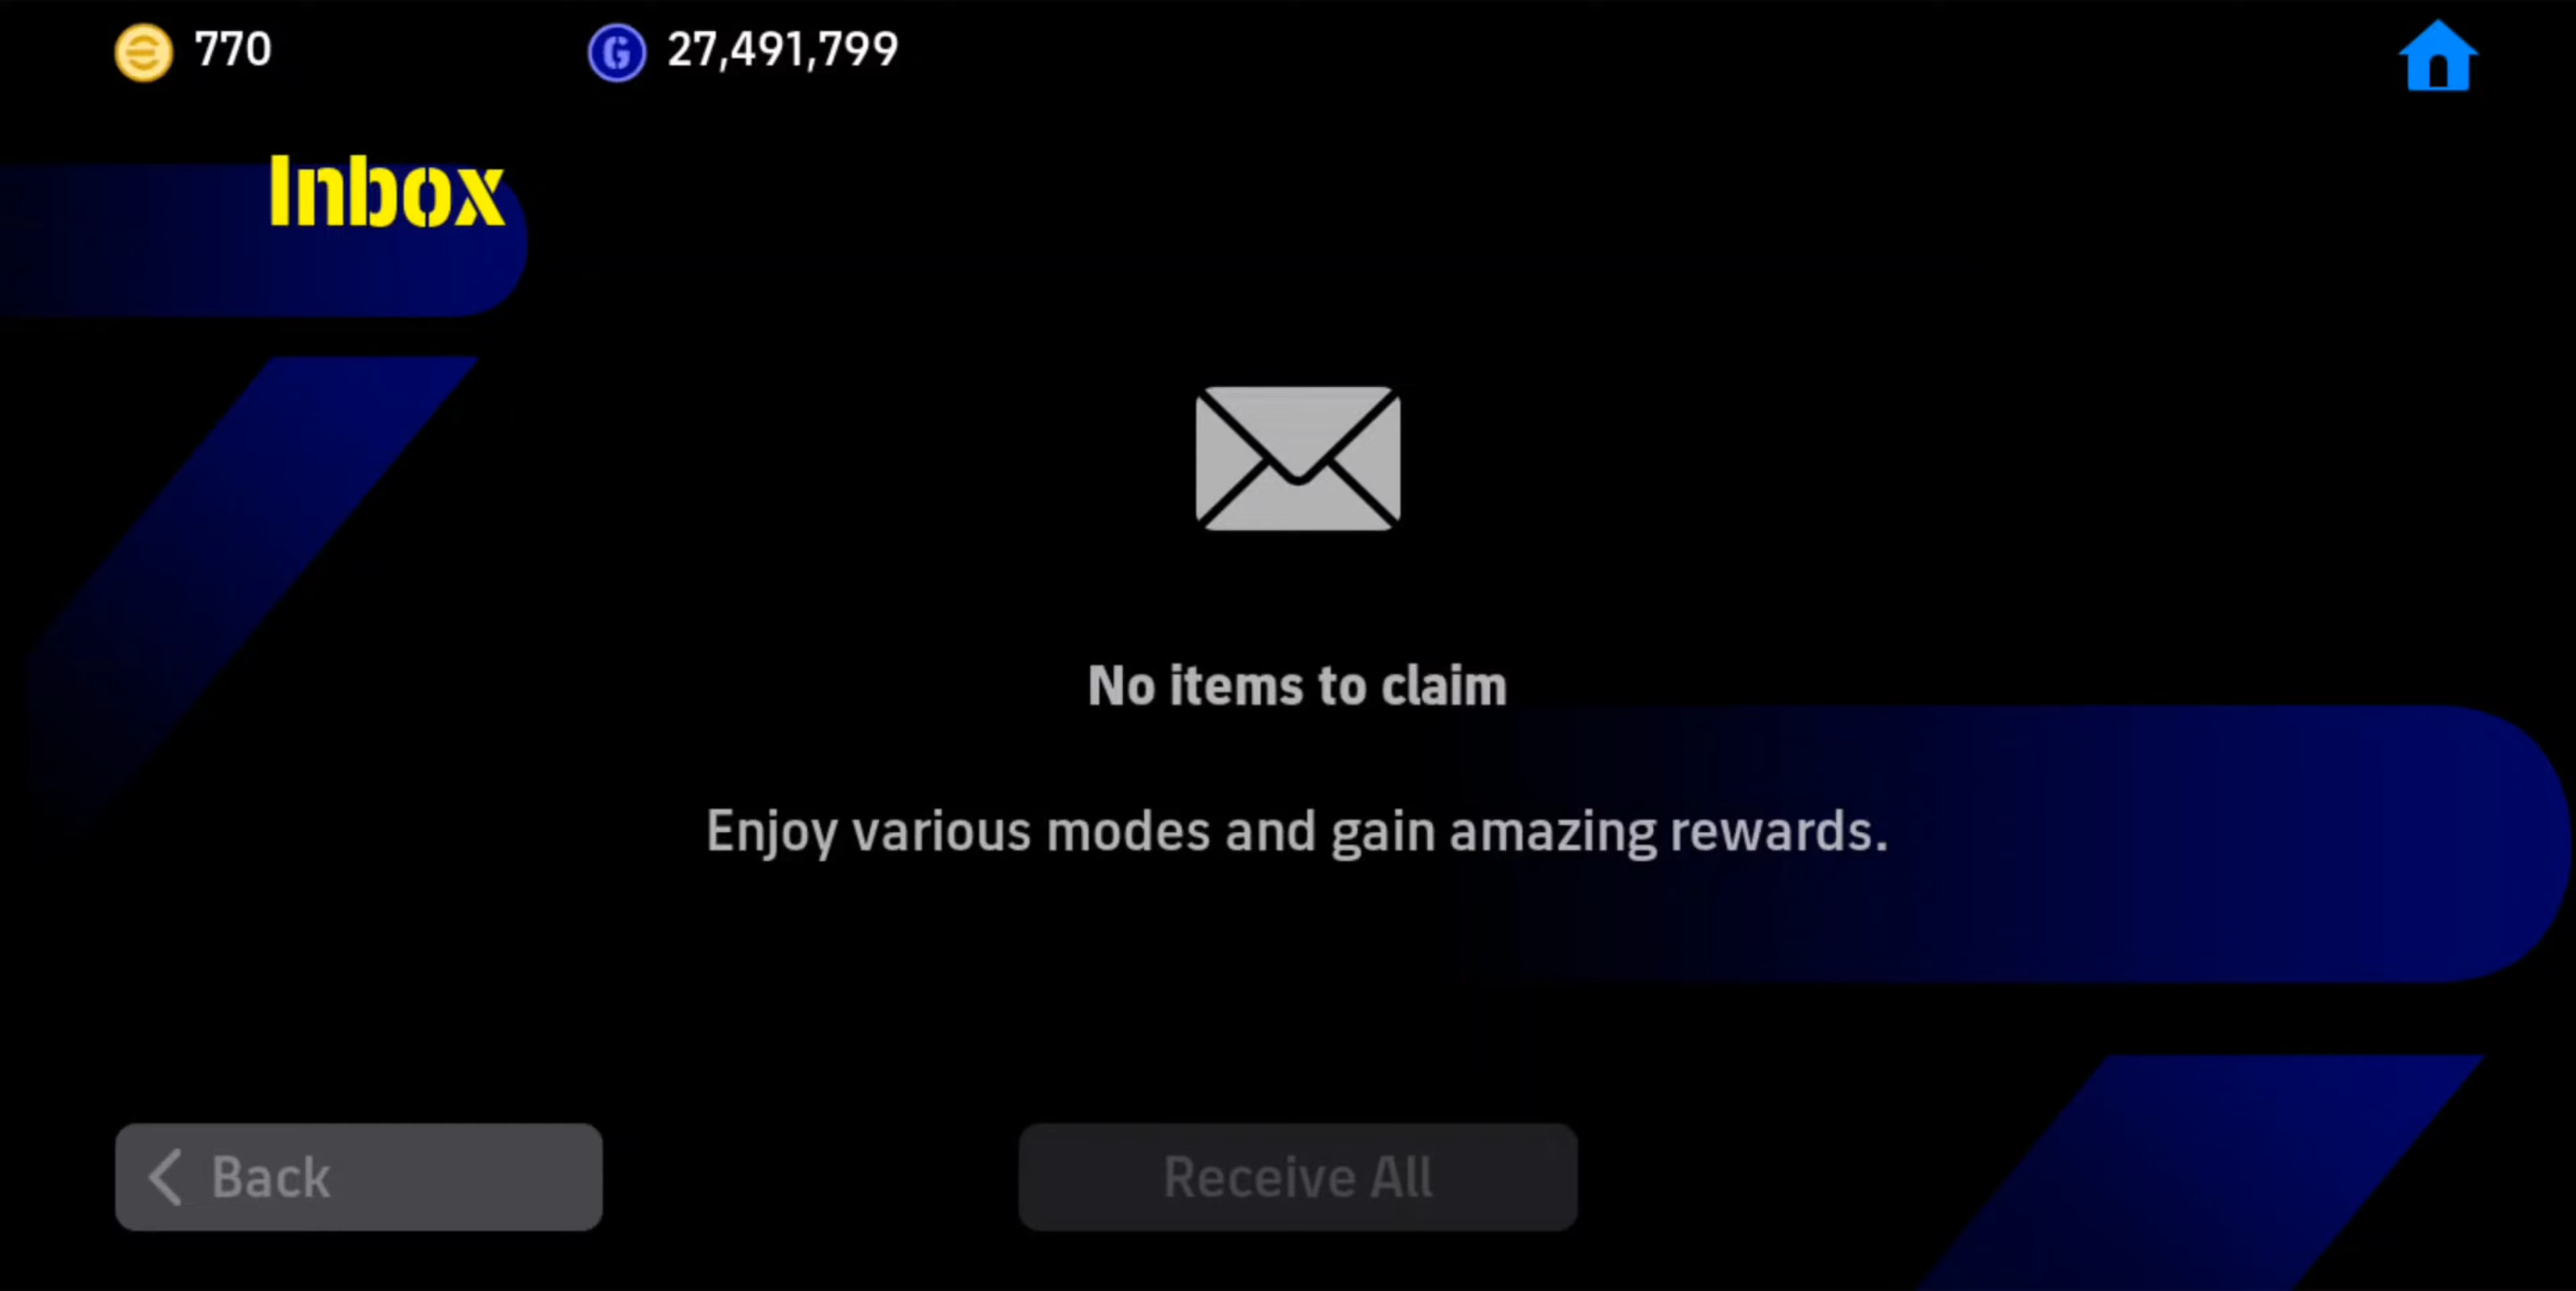 770
27,491,799
Inbox
No items to claim
Enjoy various modes and gain amazing rewards.
Back
Receive All